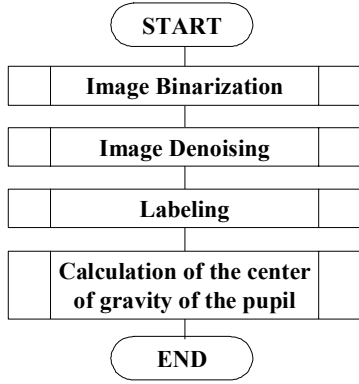 START
Image Binarization
Image Denoising
Labeling
Calculation of the center
of gravity of the pupil
END